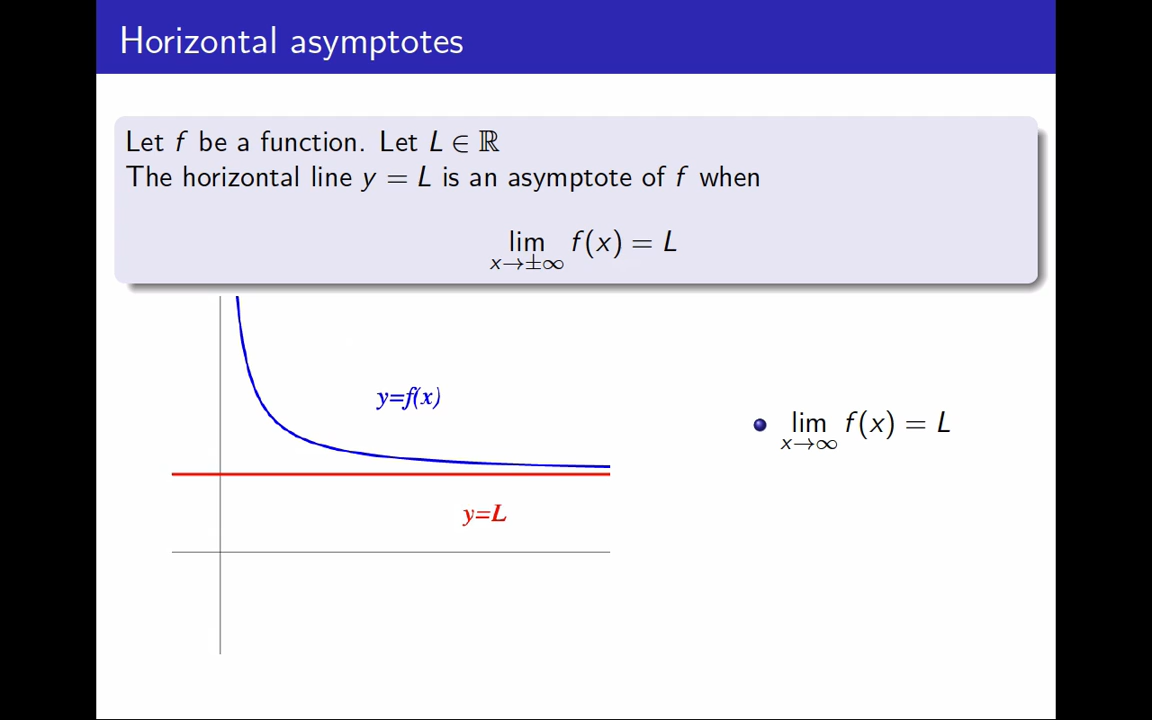 Horizontal asymptotes
Let f be a function. Let L ∈ ℝ
The horizontal line y = L is an asymptote of f when
lim f(x) = L
x→±∞
y=f(x)
lim f(x) = L
x→∞
y=L